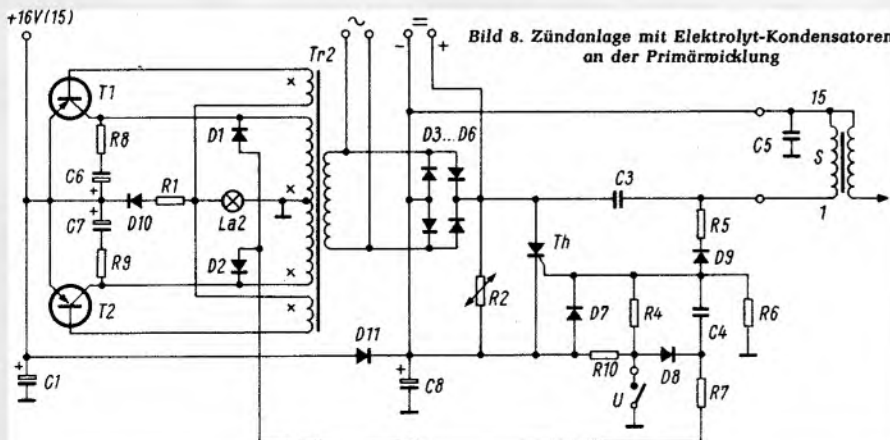 +16V(15)
~
=
-
+
Bild 8. Zündanlage mit Elektrolyt-Kondensatoren
an der Primärwicklung
Tr2
T1
R8
C6
+
+
C7
R9
T2
D10
R1
La2
D1
D2
×
×
×
×
D3...D6
C3
15
C5
S
1
R5
D9
Th
R2
D7
R4
C4
R6
D11
R10
D8
U
R7
+
C1
+
C8